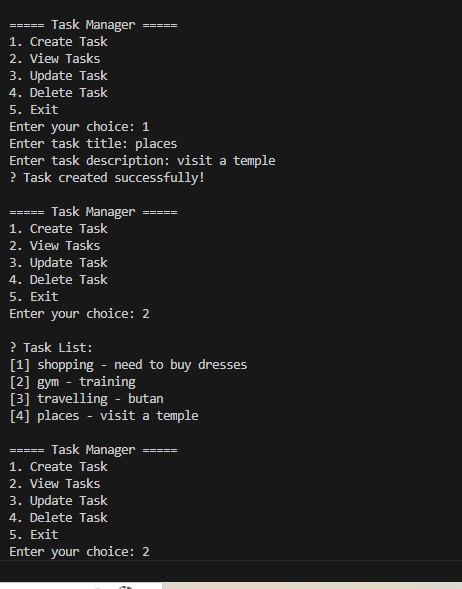 ===== Task Manager =====
1. Create Task
2. View Tasks
3. Update Task
4. Delete Task
5. Exit
Enter your choice: 1
Enter task title: places
Enter task description: visit a temple
? Task created successfully!
===== Task Manager =====
1. Create Task
2. View Tasks
3. Update Task
4. Delete Task
5. Exit
Enter your choice: 2
? Task List:
[1] shopping - need to buy dresses
[2] gym - training
[3] travelling - butan
[4] places - visit a temple
===== Task Manager =====
1. Create Task
2. View Tasks
3. Update Task
4. Delete Task
5. Exit
Enter your choice: 2